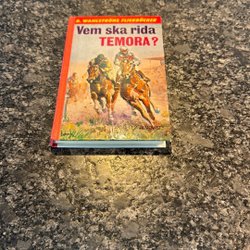 B. WAHLSTRÖMS FLICKBÖCKER
Vem ska rida
TEMORA?